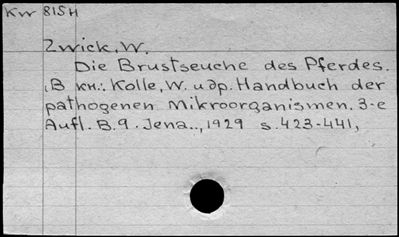 Kw 815H
Zwick, W.
Die Brustseuche des Pferdes.
В кн.: Kolle, W. и др. Handbuch der
pathogenen Mikroorganismen. 3-e
Aufl. B. 9. Jena.., 1929 s. 423-441,